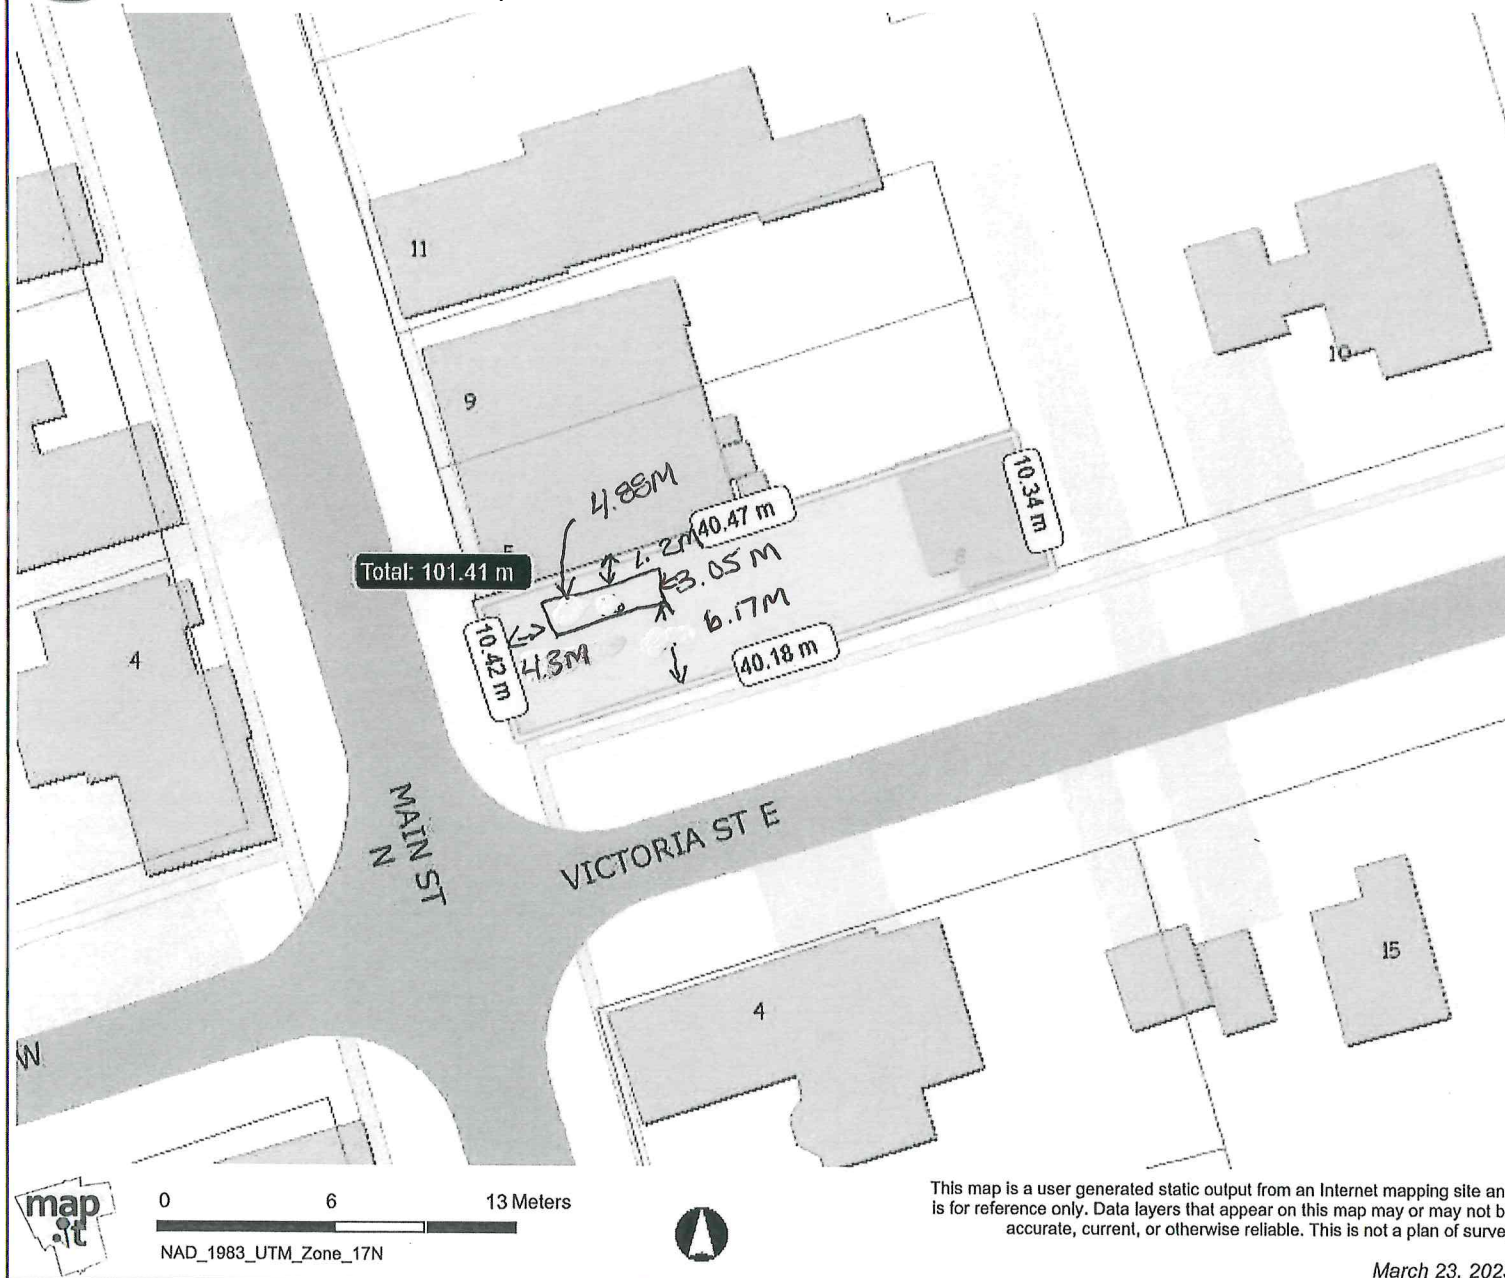 11
10
9
4.88M
10.34 m
40.47 m
1.2M
3.05 M
Total: 101.41 m
6.17M
10.42 m
4.3M
40.18 m
4
MAIN ST
N
VICTORIA ST E
15
4
W
map
.it
0 6 13 Meters
NAD_1983_UTM_Zone_17N
This map is a user generated static output from an Internet mapping site an
is for reference only. Data layers that appear on this map may or may not b
accurate, current, or otherwise reliable. This is not a plan of surve
March 23, 202